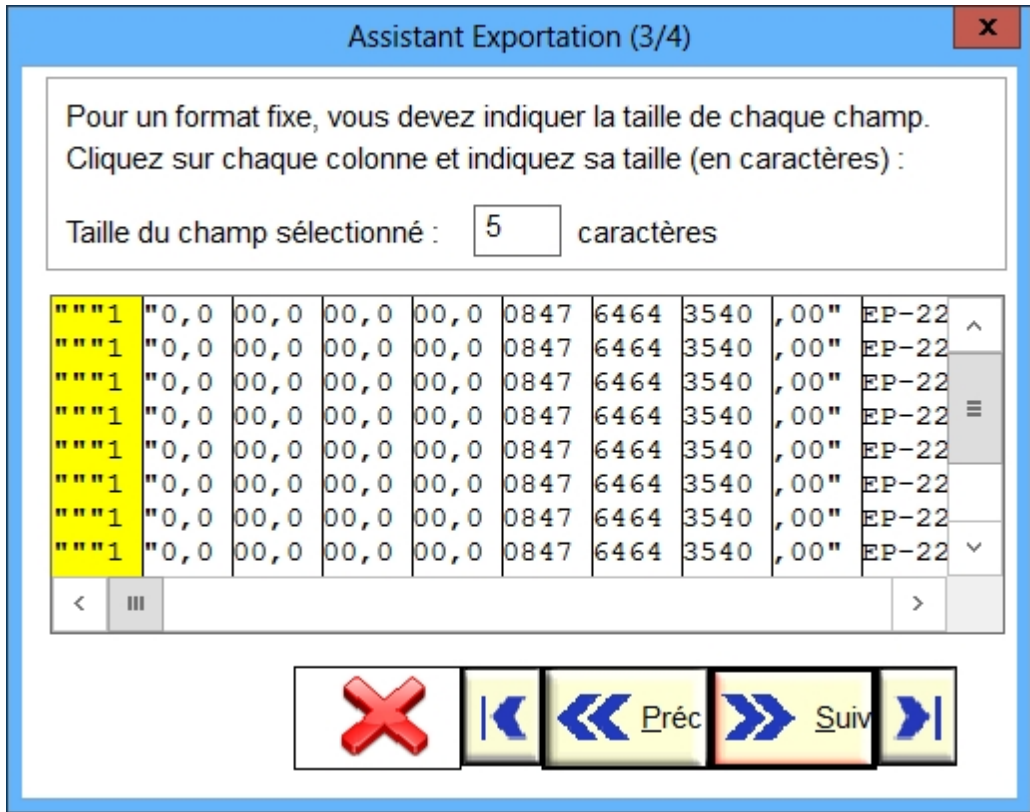 Assistant Exportation (3/4)
x
Pour un format fixe, vous devez indiquer la taille de chaque champ.
Cliquez sur chaque colonne et indiquez sa taille (en caractères) :
Taille du champ sélectionné : 5 caractères
"""1 "0,0 00,0 00,0 00,0 0847 6464 3540 ,00" EP-22
"""1 "0,0 00,0 00,0 00,0 0847 6464 3540 ,00" EP-22
"""1 "0,0 00,0 00,0 00,0 0847 6464 3540 ,00" EP-22
"""1 "0,0 00,0 00,0 00,0 0847 6464 3540 ,00" EP-22
"""1 "0,0 00,0 00,0 00,0 0847 6464 3540 ,00" EP-22
"""1 "0,0 00,0 00,0 00,0 0847 6464 3540 ,00" EP-22
"""1 "0,0 00,0 00,0 00,0 0847 6464 3540 ,00" EP-22
"""1 "0,0 00,0 00,0 00,0 0847 6464 3540 ,00" EP-22
Préc Suiv